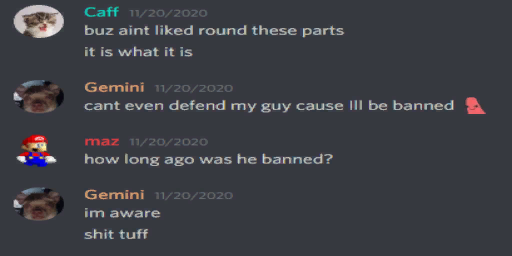 Caff 11/20/2020
buz aint liked round these parts
it is what it is
Gemini 11/20/2020
cant even defend my guy cause Ill be banned
maz 11/20/2020
how long ago was he banned?
Gemini 11/20/2020
im aware
shit tuff